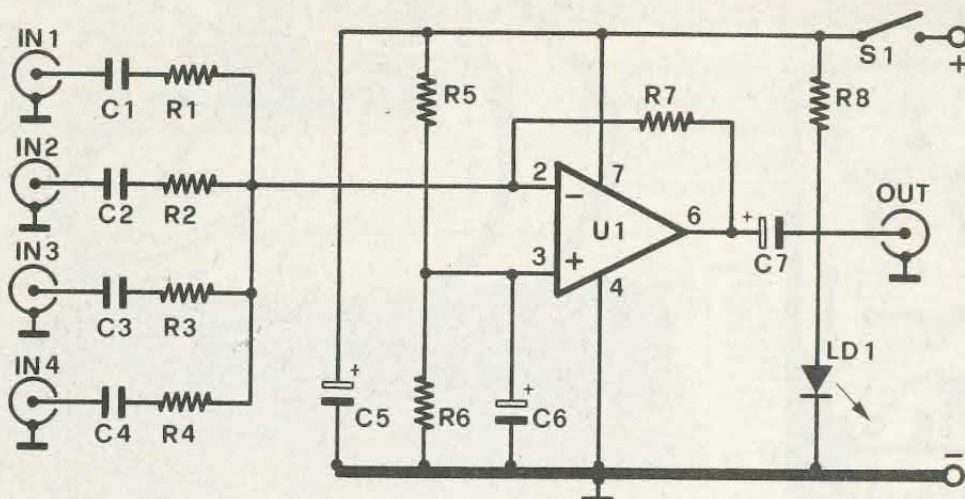 IN1
C1
R1
IN2
C2
R2
IN3
C3
R3
IN4
C4
R4
R5
R6
C5
+
C6
+
R7
2
−
3
+
U1
7
4
6
+
C7
R8
S1
+
OUT
LD1
−